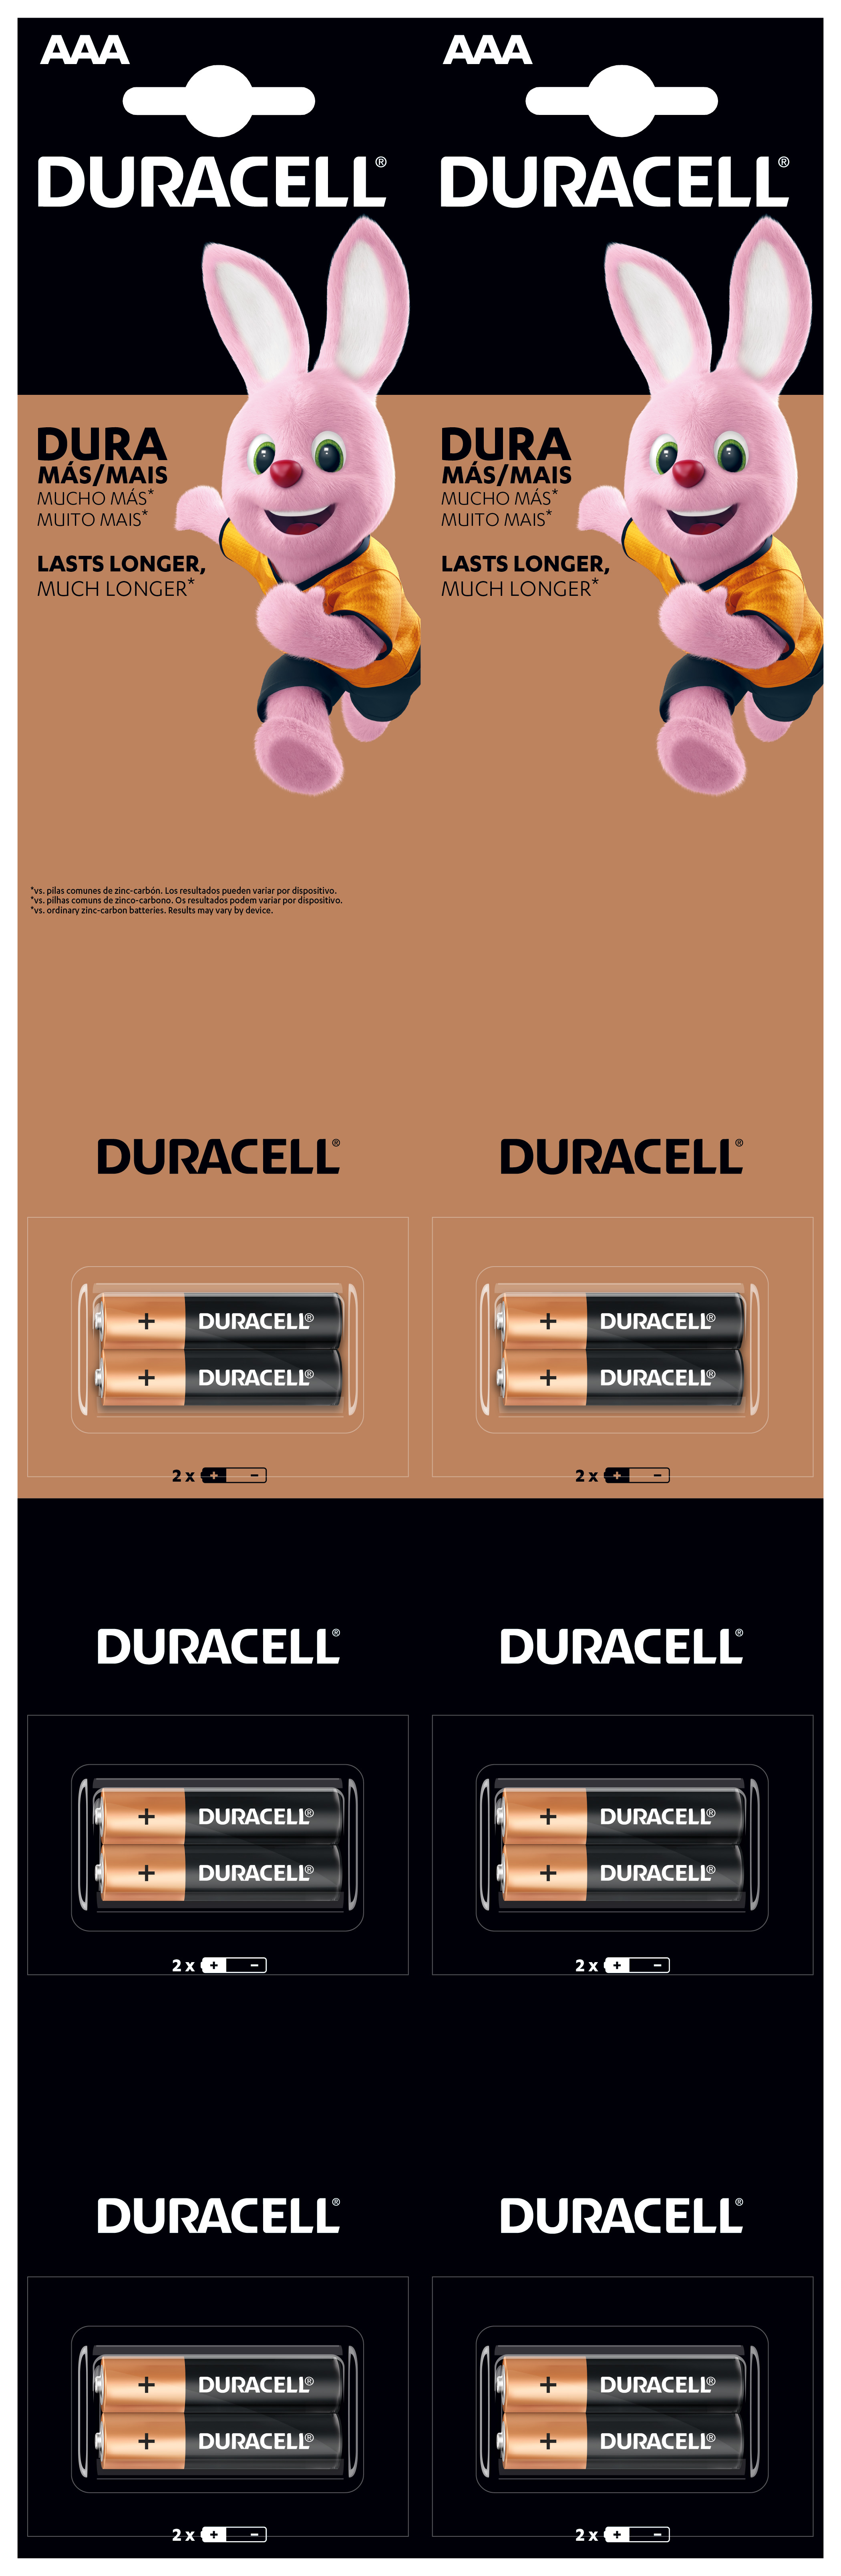 AAA
AAA
DURACELL®
DURACELL®
DURA
MÁS/MAIS
MUCHO MÁS*
MUITO MAIS*
LASTS LONGER,
MUCH LONGER*
DURA
MÁS/MAIS
MUCHO MÁS*
MUITO MAIS*
LASTS LONGER,
MUCH LONGER*
*vs. pilas comunes de zinc-carbón. Los resultados pueden variar por dispositivo.
*vs. pilhas comuns de zinco-carbono. Os resultados podem variar por dispositivo.
*vs. ordinary zinc-carbon batteries. Results may vary by device.
DURACELL®
DURACELL®
+ DURACELL®
+ DURACELL®
+ DURACELL®
+ DURACELL®
2 x + −
2 x + −
DURACELL®
DURACELL®
+ DURACELL®
+ DURACELL®
+ DURACELL®
+ DURACELL®
2 x + −
2 x + −
DURACELL®
DURACELL®
+ DURACELL®
+ DURACELL®
+ DURACELL®
+ DURACELL®
2 x + −
2 x + −